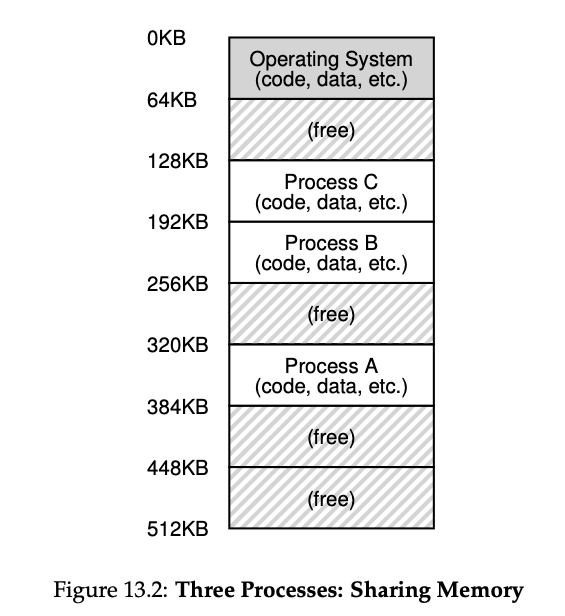 0KB
Operating System
(code, data, etc.)
64KB
(free)
128KB
Process C
(code, data, etc.)
192KB
Process B
(code, data, etc.)
256KB
(free)
320KB
Process A
(code, data, etc.)
384KB
(free)
448KB
(free)
512KB
Figure 13.2: Three Processes: Sharing Memory